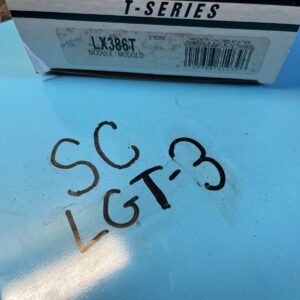 T-SERIES
LX386T
MODULE / MODULO
SC
LGT-3